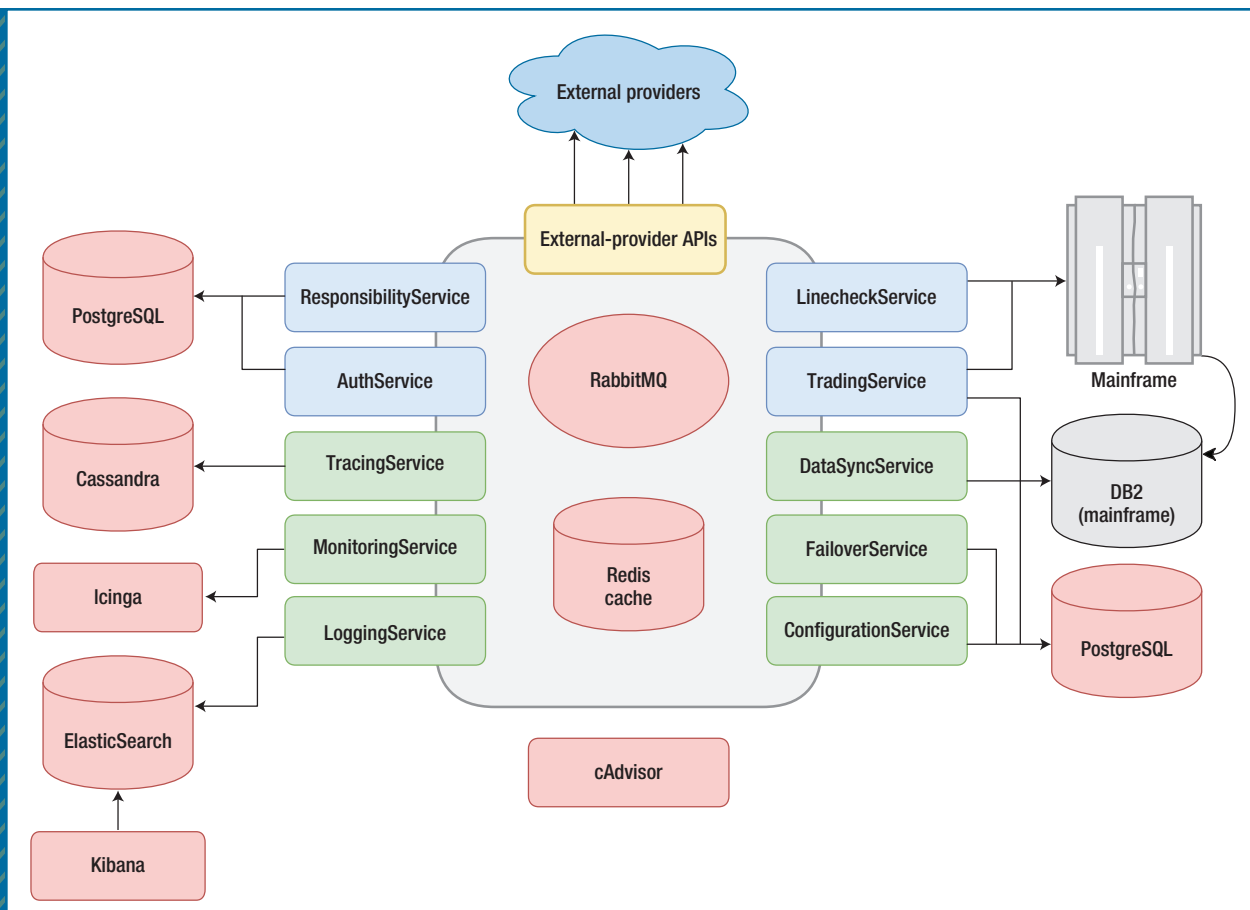 External providers
External-provider APIs
PostgreSQL
ResponsibilityService
AuthService
Cassandra
TracingService
MonitoringService
Icinga
LoggingService
ElasticSearch
Kibana
RabbitMQ
Redis
cache
cAdvisor
LinecheckService
TradingService
DataSyncService
FailoverService
ConfigurationService
Mainframe
DB2
(mainframe)
PostgreSQL